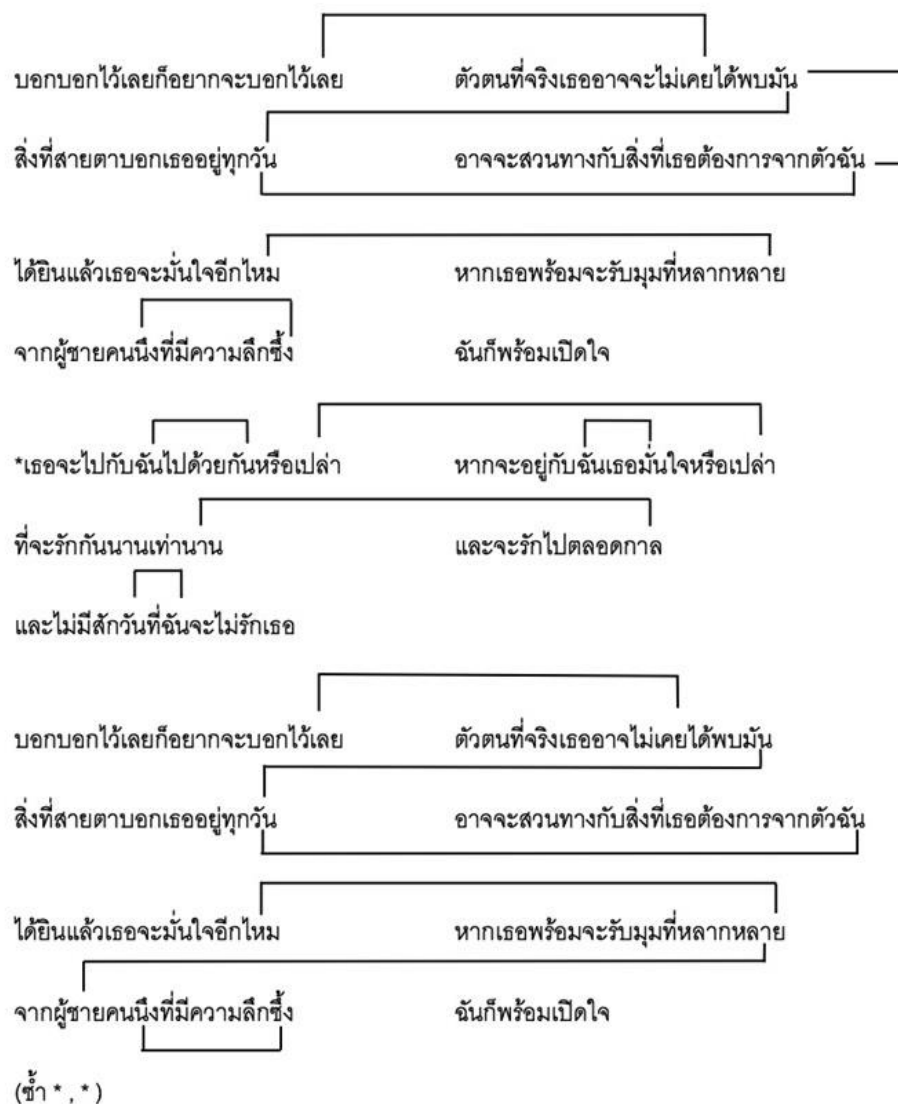 บอกบอกไว้เลยก็อยากจะบอกไว้เลย ตัวตนที่จริงเธออาจจะไม่เคยได้พบมัน
สิ่งที่สายตาบอกเธออยู่ทุกวัน อาจจะสวนทางกับสิ่งที่เธอต้องการจากตัวฉัน
ได้ยินแล้วเธอจะมั่นใจอีกไหม หากเธอพร้อมจะรับมุมที่หลากหลาย
จากผู้ชายคนนึงที่มีความลึกซึ้ง ฉันก็พร้อมเปิดใจ
*เธอจะไปกับฉันไปด้วยกันหรือเปล่า หากจะอยู่กับฉันเธอมั่นใจหรือเปล่า
ที่จะรักกันนานเท่านาน และจะรักไปตลอดกาล
และไม่มีสักวันที่ฉันจะไม่รักเธอ
บอกบอกไว้เลยก็อยากจะบอกไว้เลย ตัวตนที่จริงเธออาจไม่เคยได้พบมัน
สิ่งที่สายตาบอกเธออยู่ทุกวัน อาจจะสวนทางกับสิ่งที่เธอต้องการจากตัวฉัน
ได้ยินแล้วเธอจะมั่นใจอีกไหม หากเธอพร้อมจะรับมุมที่หลากหลาย
จากผู้ชายคนนึงที่มีความลึกซึ้ง ฉันก็พร้อมเปิดใจ
(ซ้ำ * , * )